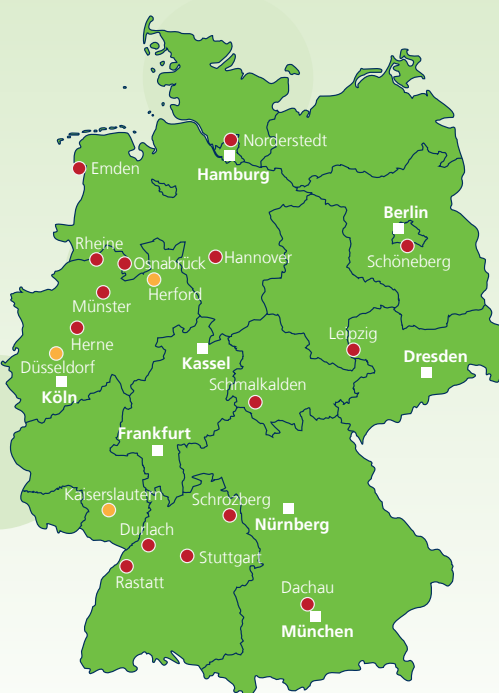 Norderstedt
Hamburg
Emden
Berlin
Schöneberg
Rheine
Osnabrück
Hannover
Herford
Münster
Herne
Düsseldorf
Köln
Kassel
Leipzig
Dresden
Schmalkalden
Frankfurt
Kaiserslautern
Schrozberg
Nürnberg
Durlach
Stuttgart
Rastatt
Dachau
München